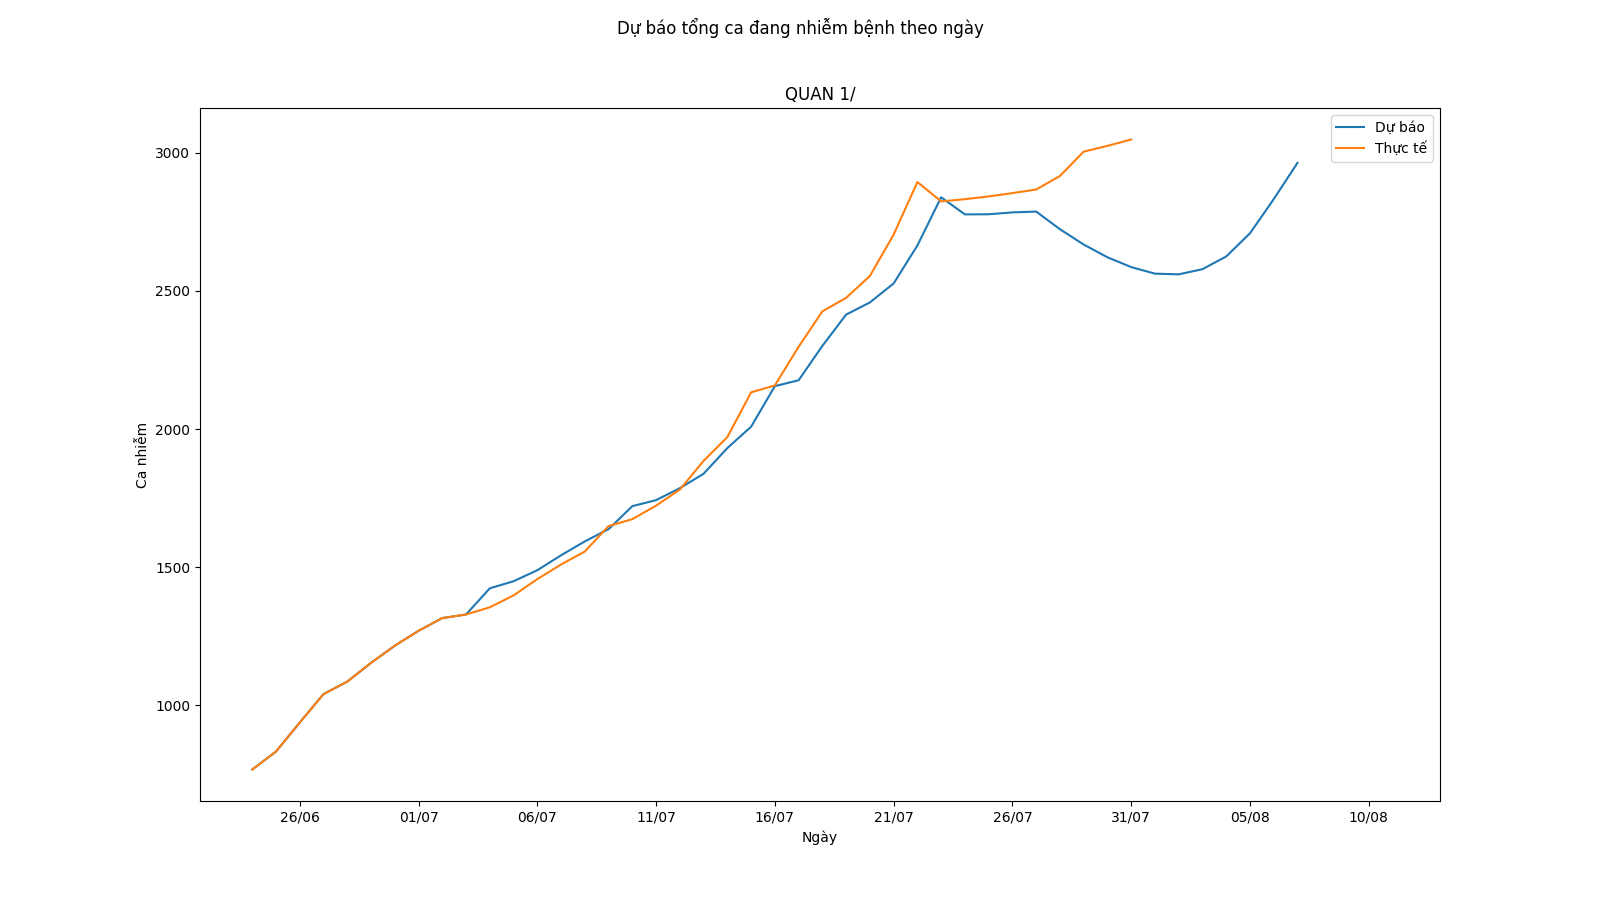 Dự báo tổng ca đang nhiễm bệnh theo ngày
QUAN 1/
Dự báo
Thực tế
3000
2500
2000
1500
1000
Ca nhiễm
26/06
01/07
06/07
11/07
16/07
21/07
26/07
31/07
05/08
10/08
Ngày